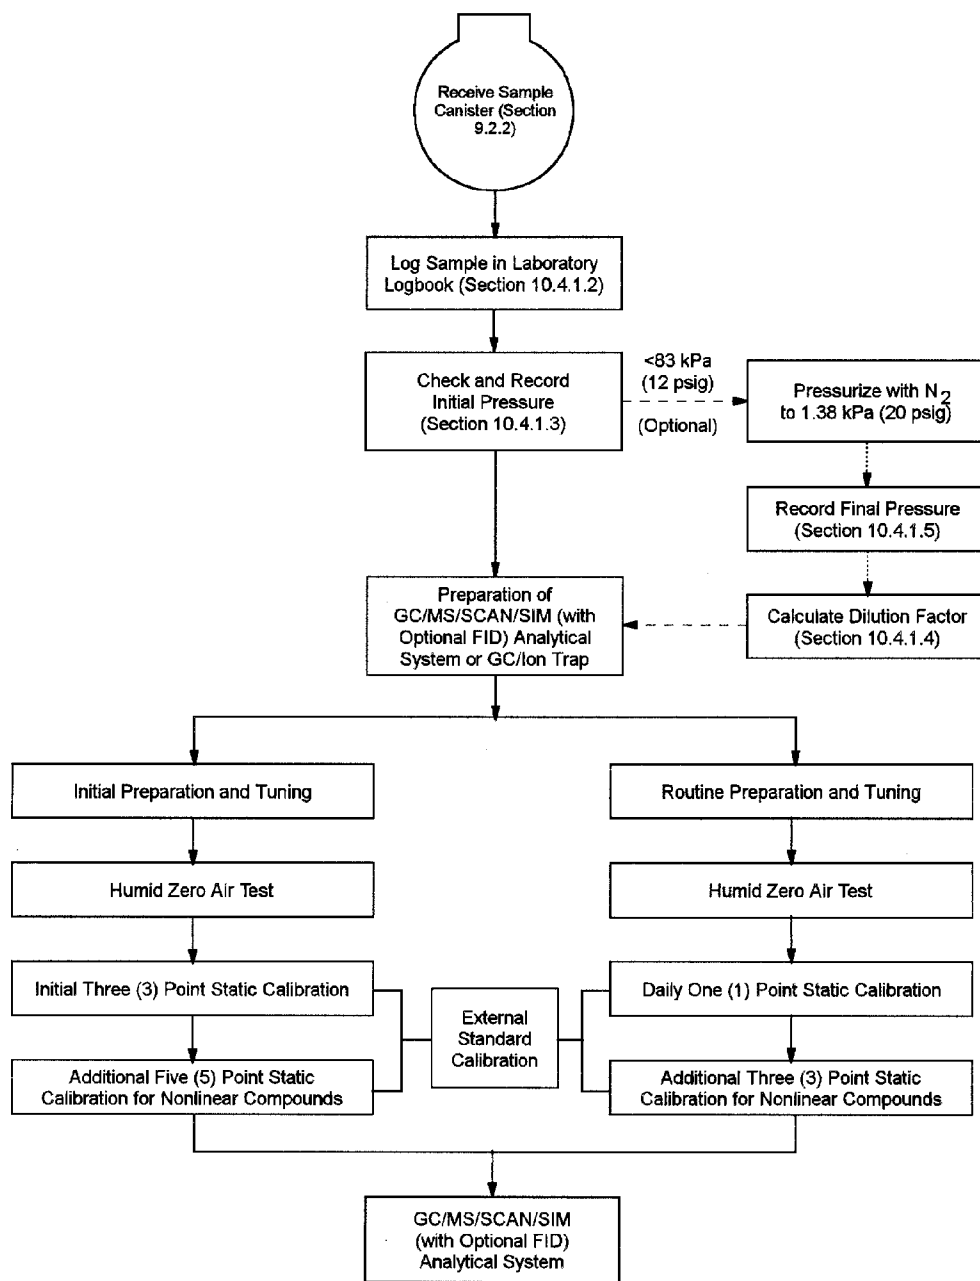 Receive Sample
Canister (Section
9.2.2)
Log Sample in Laboratory
Logbook (Section 10.4.1.2)
Check and Record
Initial Pressure
(Section 10.4.1.3)
<83 kPa
(12 psig)
(Optional)
Pressurize with N2
to 1.38 kPa (20 psig)
Record Final Pressure
(Section 10.4.1.5)
Calculate Dilution Factor
(Section 10.4.1.4)
Preparation of
GC/MS/SCAN/SIM (with
Optional FID) Analytical
System or GC/Ion Trap
Initial Preparation and Tuning
Humid Zero Air Test
Initial Three (3) Point Static Calibration
Additional Five (5) Point Static
Calibration for Nonlinear Compounds
External
Standard
Calibration
Routine Preparation and Tuning
Humid Zero Air Test
Daily One (1) Point Static Calibration
Additional Three (3) Point Static
Calibration for Nonlinear Compounds
GC/MS/SCAN/SIM
(with Optional FID)
Analytical System